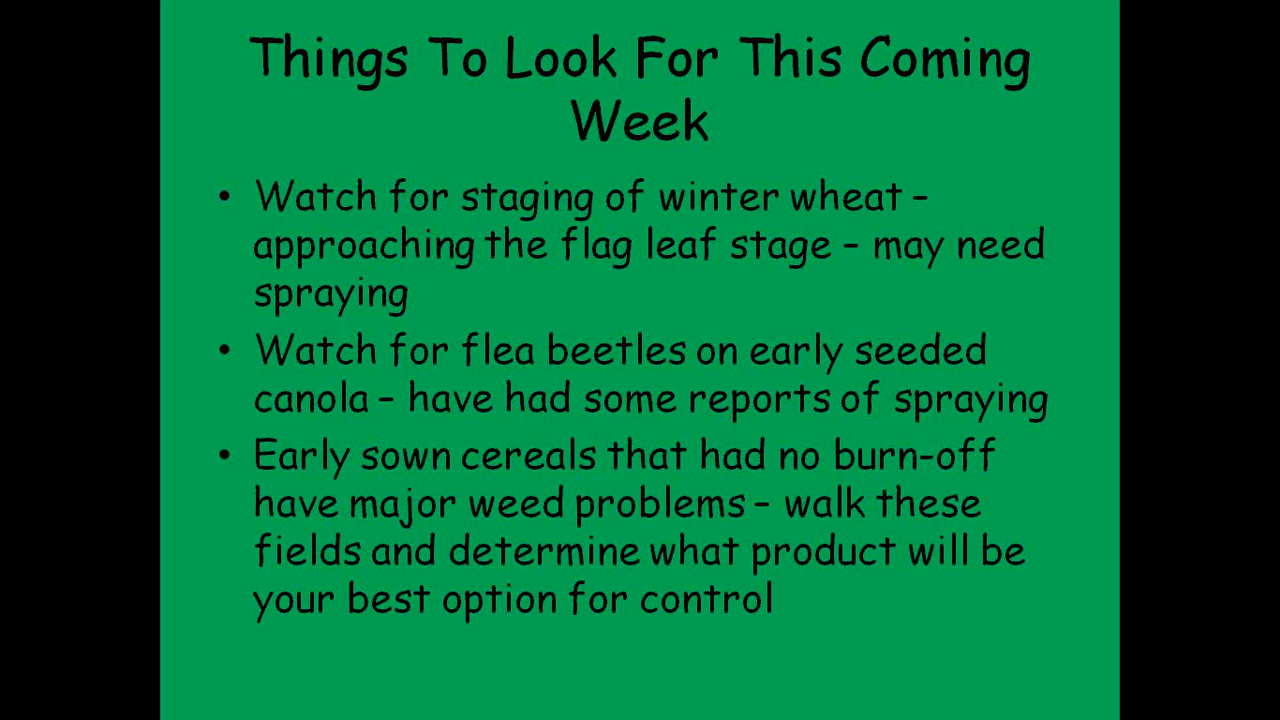 Things To Look For This Coming
Week
• Watch for staging of winter wheat –
approaching the flag leaf stage – may need
spraying
• Watch for flea beetles on early seeded
canola – have had some reports of spraying
• Early sown cereals that had no burn-off
have major weed problems – walk these
fields and determine what product will be
your best option for control